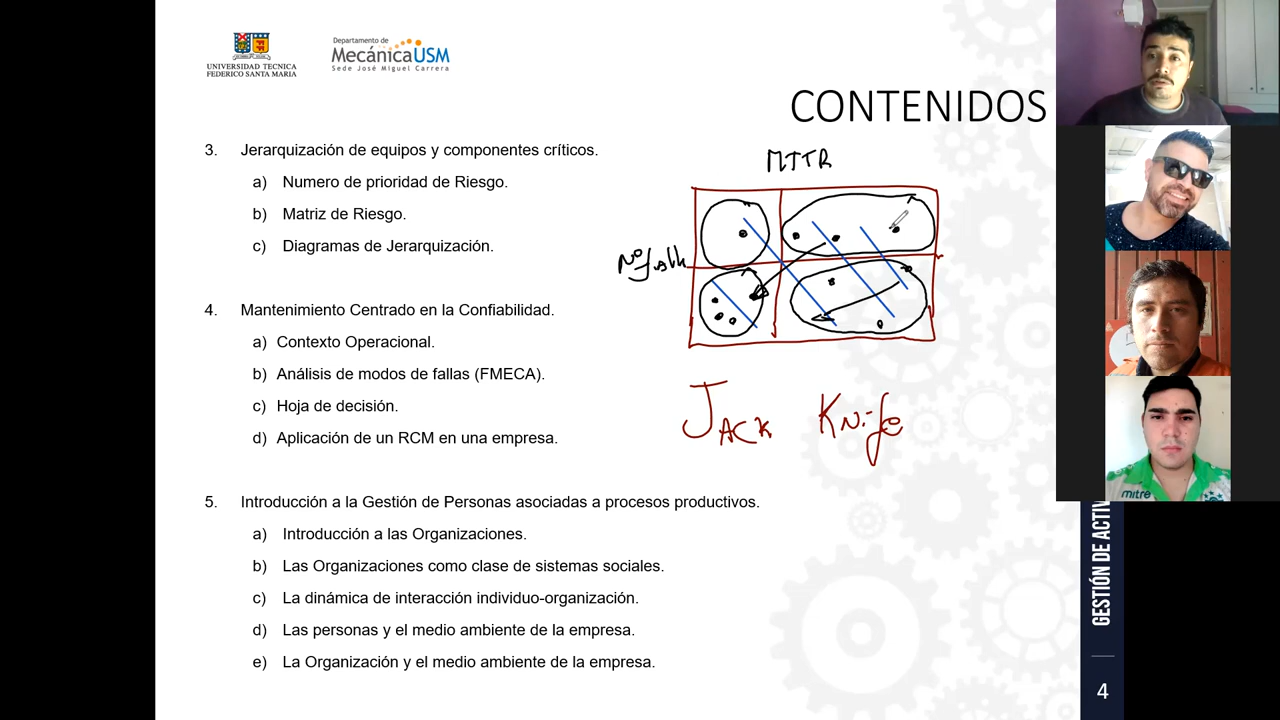 UNIVERSIDAD TECNICA
FEDERICO SANTA MARIA
Departamento de
MecánicaUSM
Sede José Miguel Carrera
CONTENIDOS
3. Jerarquización de equipos y componentes críticos.
a) Numero de prioridad de Riesgo.
b) Matriz de Riesgo.
c) Diagramas de Jerarquización.
MTTR
4. Mantenimiento Centrado en la Confiabilidad.
a) Contexto Operacional.
b) Análisis de modos de fallas (FMECA).
c) Hoja de decisión.
d) Aplicación de un RCM en una empresa.
JACK Knife
5. Introducción a la Gestión de Personas asociadas a procesos productivos.
a) Introducción a las Organizaciones.
b) Las Organizaciones como clase de sistemas sociales.
c) La dinámica de interacción individuo-organización.
d) Las personas y el medio ambiente de la empresa.
e) La Organización y el medio ambiente de la empresa.
mitre
GESTIÓN DE ACTIV
4